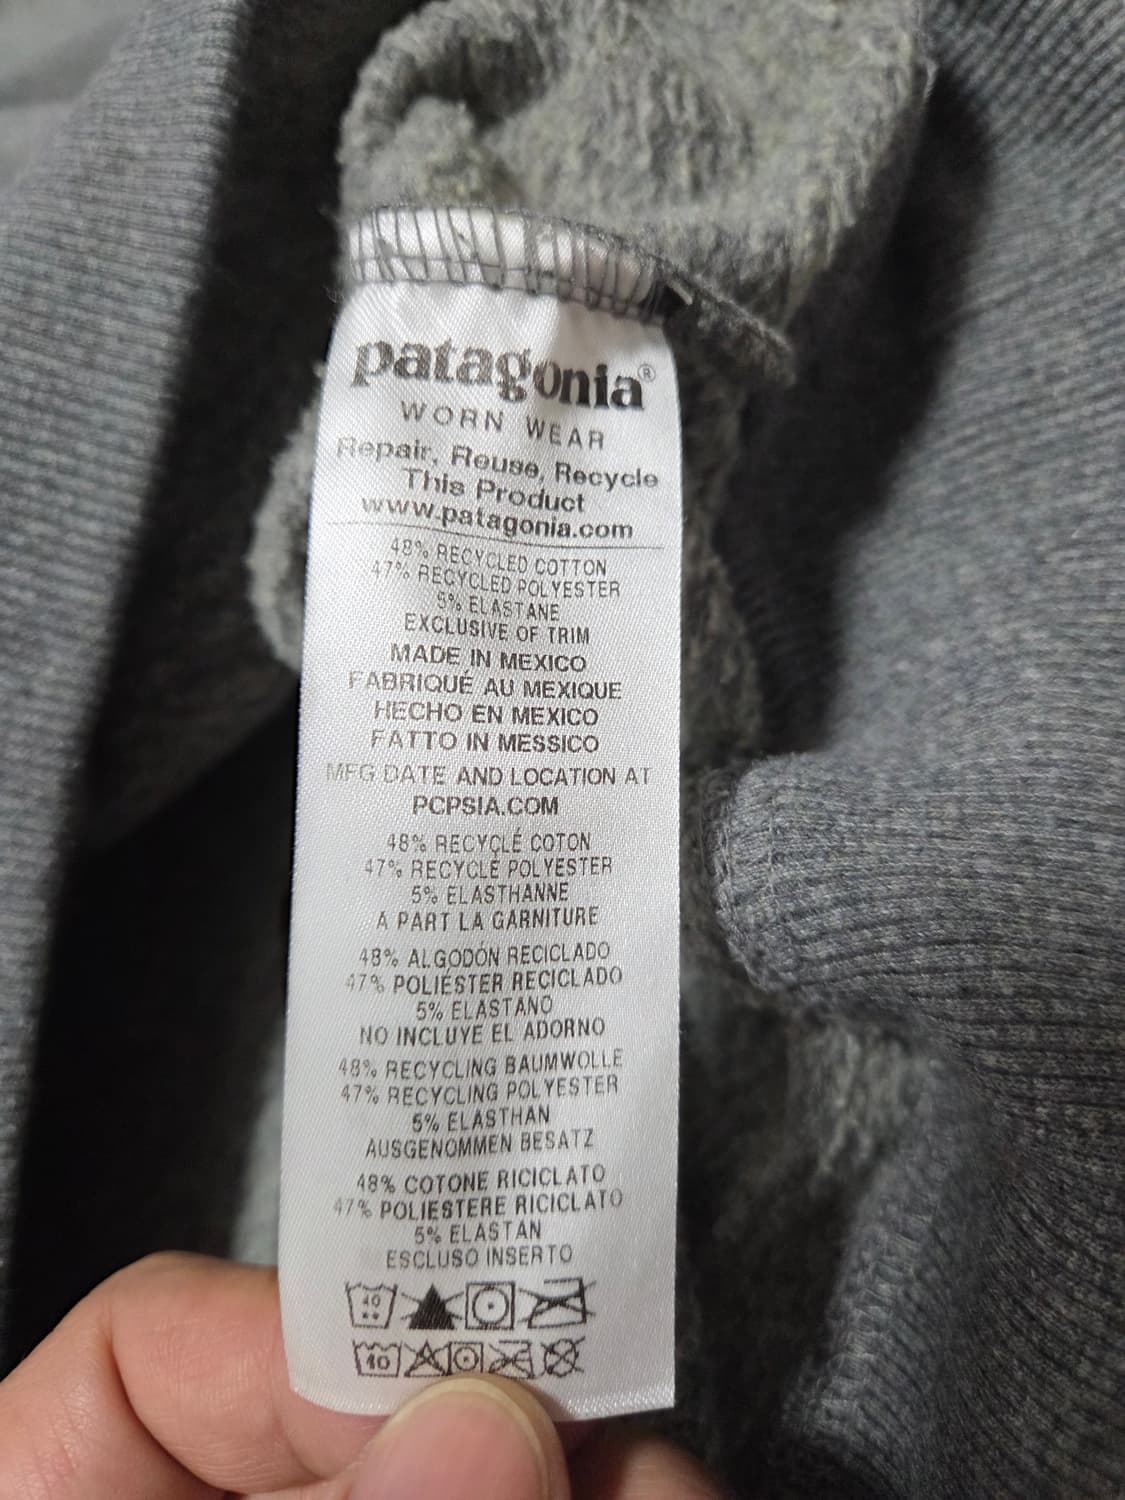 patagonia®
WORN WEAR
Repair, Reuse, Recycle
This Product
www.patagonia.com
48% RECYCLED COTTON
47% RECYCLED POLYESTER
5% ELASTANE
EXCLUSIVE OF TRIM
MADE IN MEXICO
FABRIQUÉ AU MEXIQUE
HECHO EN MEXICO
FATTO IN MESSICO
MFG DATE AND LOCATION AT
PCPSIA.COM
48% RECYCLÉ COTON
47% RECYCLÉ POLYESTER
5% ELASTHANNE
A PART LA GARNITURE
48% ALGODÓN RECICLADO
47% POLIÉSTER RECICLADO
5% ELASTANO
NO INCLUYE EL ADORNO
48% RECYCLING BAUMWOLLE
47% RECYCLING POLYESTER
5% ELASTHAN
AUSGENOMMEN BESATZ
48% COTONE RICICLATO
47% POLIESTERE RICICLATO
5% ELASTAN
ESCLUSO INSERTO
40
40